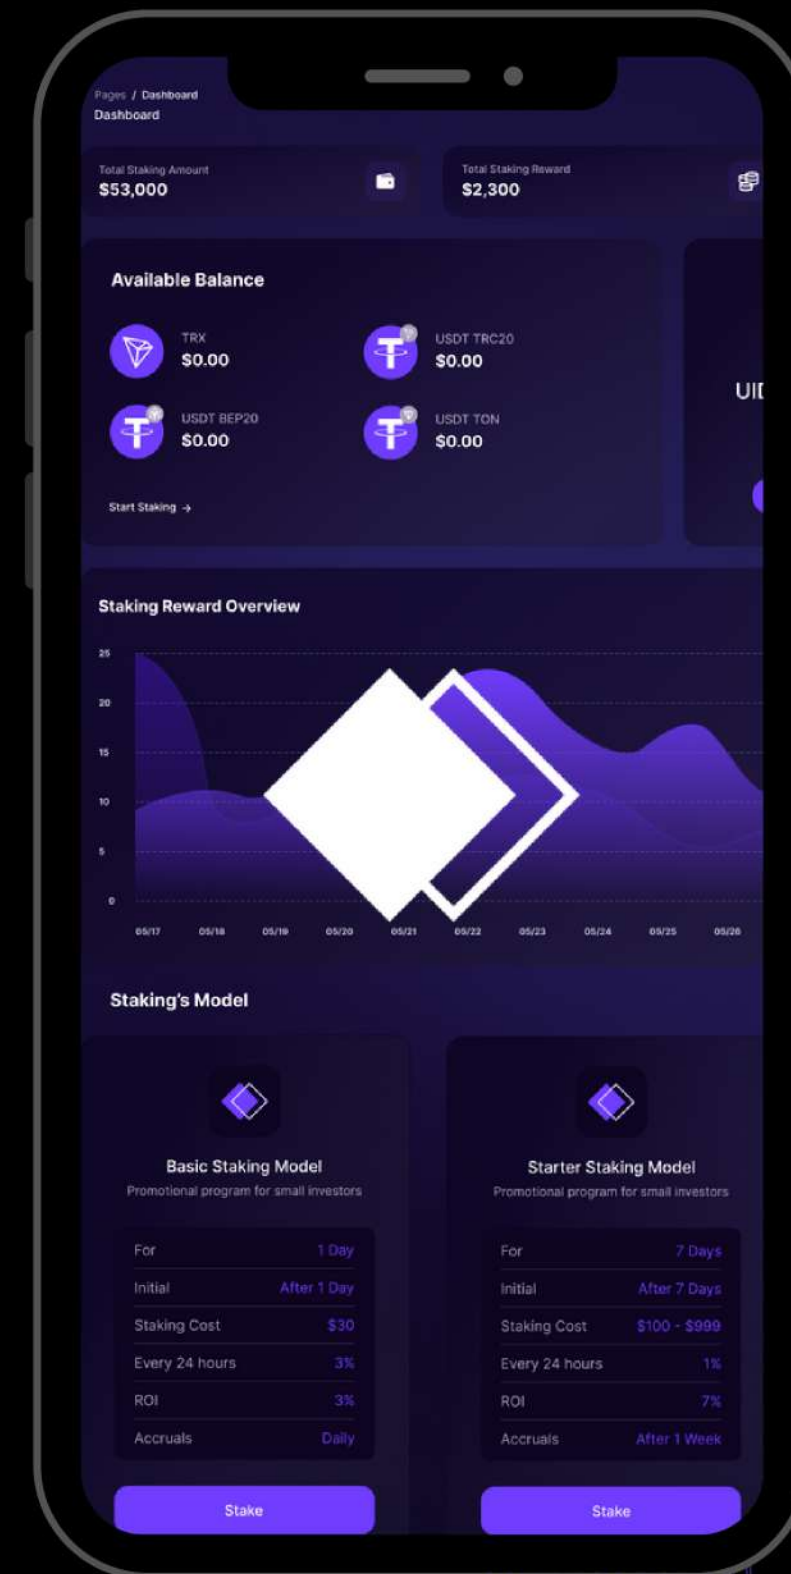 Pages / Dashboard
Dashboard
Total Staking Amount
$53,000
Total Staking Reward
$2,300
Available Balance
TRX
$0.00
USDT TRC20
$0.00
UID
USDT BEP20
$0.00
USDT TON
$0.00
Start Staking →
Staking Reward Overview
25
20
15
10
5
0
05/17 05/18 05/19 05/20 05/21 05/22 05/23 05/24 05/25 05/26
Staking's Model
Basic Staking Model
Promotional program for small investors
For 1 Day
Initial After 1 Day
Staking Cost $30
Every 24 hours 3%
ROI 3%
Accruals Daily
Stake
Starter Staking Model
Promotional program for small investors
For 7 Days
Initial After 7 Days
Staking Cost $100 - $999
Every 24 hours 1%
ROI 7%
Accruals After 1 Week
Stake